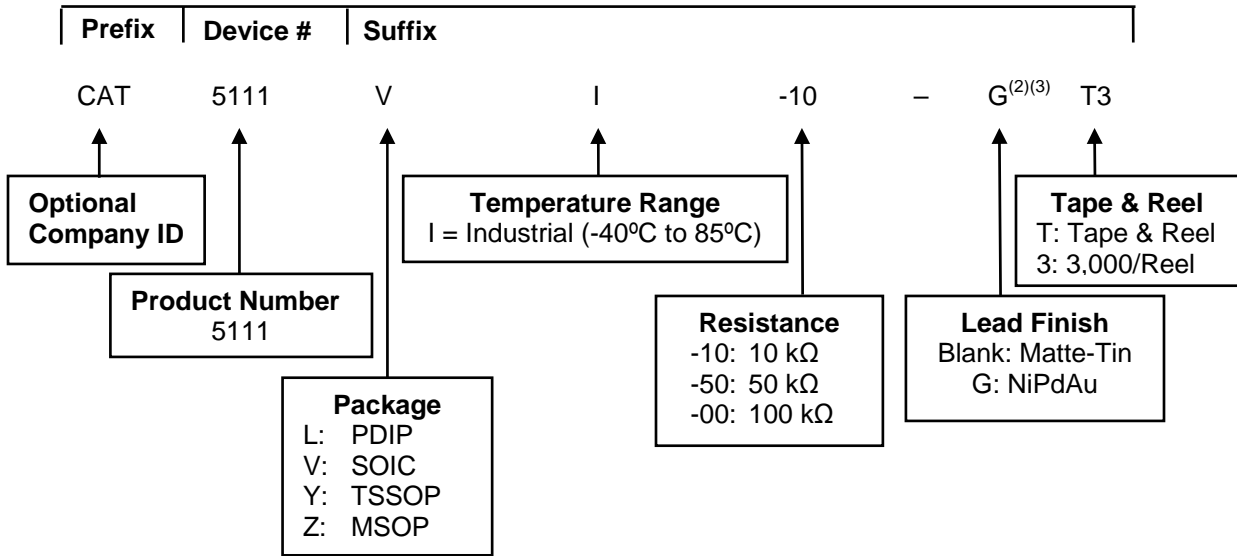 Prefix Device # Suffix
CAT 5111 V I -10 – G(2)(3) T3
Optional
Company ID
Product Number
5111
Package
L: PDIP
V: SOIC
Y: TSSOP
Z: MSOP
Temperature Range
I = Industrial (-40ºC to 85ºC)
Resistance
-10: 10 kΩ
-50: 50 kΩ
-00: 100 kΩ
Lead Finish
Blank: Matte-Tin
G: NiPdAu
Tape & Reel
T: Tape & Reel
3: 3,000/Reel